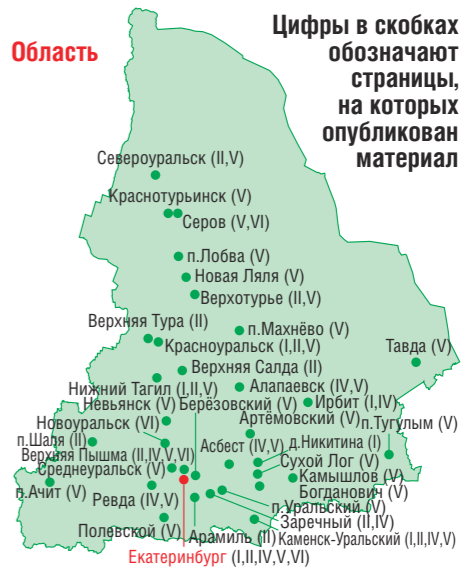 Область
Цифры в скобках
обозначают
страницы,
на которых
опубликован
материал
Североуральск (II,V)
Краснотурьинск (V)
Серов (V,VI)
п.Лобва (V)
Новая Ляля (V)
Верхотурье (II,V)
Верхняя Тура (II)
п.Махнёво (V)
Красноуральск (I,II,V)
Тавда (V)
Верхняя Салда (II)
Нижний Тагил (I,II,V)
Алапаевск (IV,V)
Ирбит (I,IV)
Невьянск (V)
Берёзовский (V)
Новоуральск (VI)
Артёмовский (V)
п.Тугулым (V)
п.Шаля (II)
Верхняя Пышма (II,IV,V,VI)
Асбест (IV,V)
д.Никитина (I)
Среднеуральск (V)
Сухой Лог (V)
п.Ачит (V)
Ревда (IV,V)
Камышлов (V)
Богданович (V)
п.Уральский (V)
Заречный (II,IV)
Полевской (V)
Арамиль (II)
Каменск-Уральский (I,II,IV,V)
Екатеринбург (I,II,IV,V,VI)